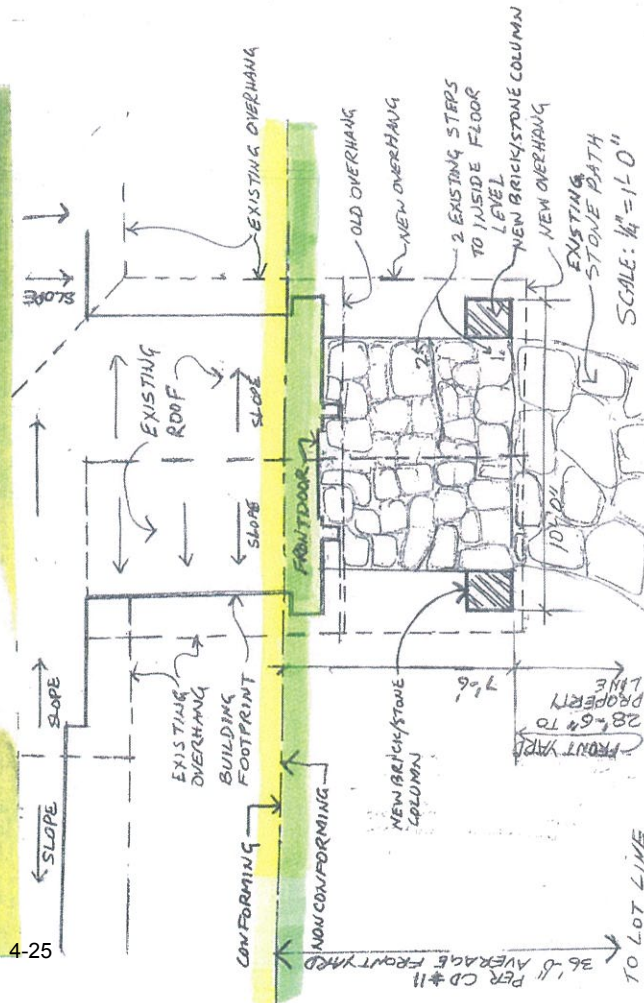 SLOPE
SLOPE
SLOPE
EXISTING
ROOF
SLOPE
SLOPE
EXISTING OVERHANG
EXISTING
OVERHANG
BUILDING
FOOTPRINT
CONFORMING
NONCONFORMING
FRONT DOOR
OLD OVERHANG
NEW OVERHANG
2 EXISTING STEPS
TO INSIDE FLOOR
LEVEL
NEW BRICK/STONE COLUMN
NEW OVERHANG
EXISTING
STONE PATH
SCALE: ¼" = 1'-0"
2
1
10'-0"
NEW BRICK/STONE
COLUMN
7'-6"
FRONT YARD
28'-6" TO
PROPERTY
LINE
PER CD #11
36'-0" AVERAGE FRONT YARD
TO LOT LINE
4-25